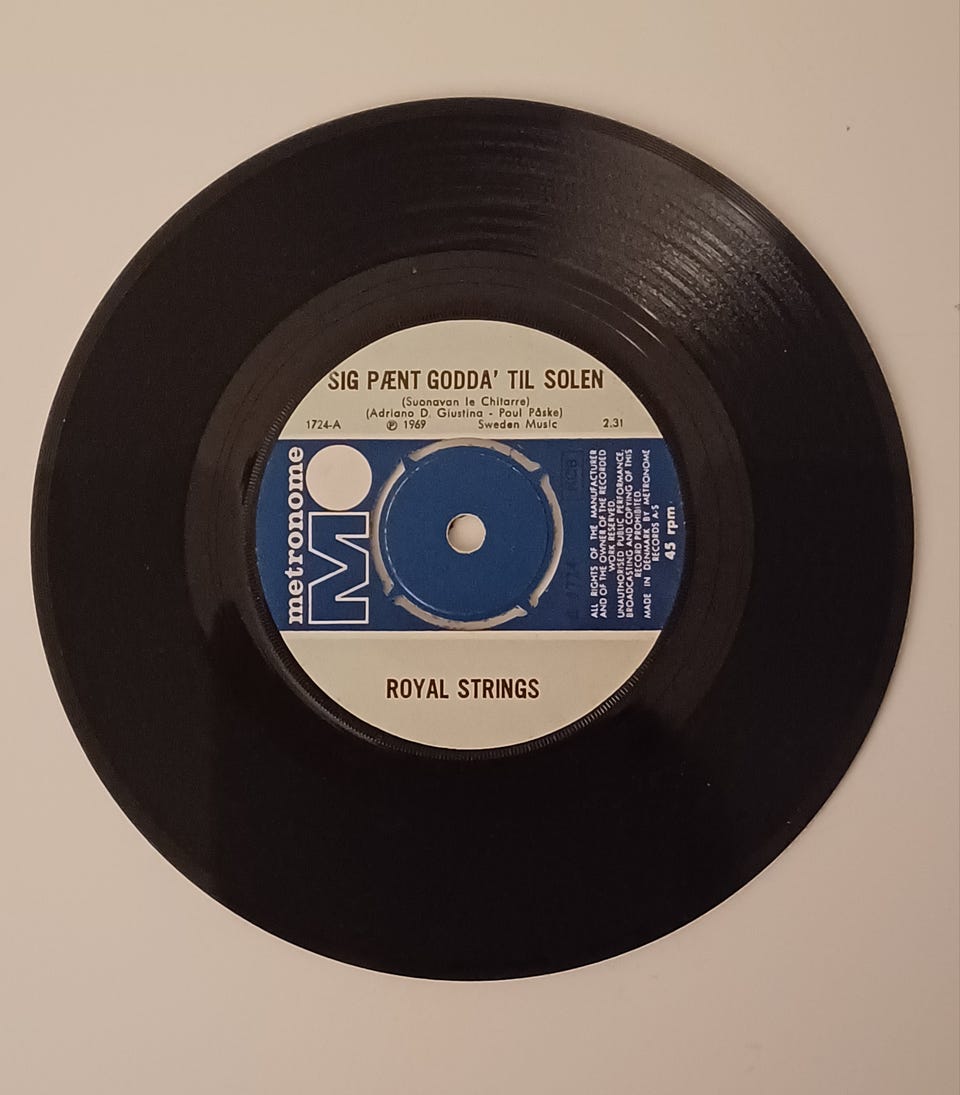 SIG PÆNT GODDA' TIL SOLEN
(Suonavan le Chitarre)
(Adriano D. Giustina - Poul Påske)
1724-A ℗ 1969 Sweden Music 2.31
metronome
M
ALL RIGHTS OF THE MANUFACTURER
AND OF THE OWNER OF THE RECORDED
WORK RESERVED.
UNAUTHORISED PUBLIC PERFORMANCE,
BROADCASTING AND COPYING OF THIS
RECORD PROHIBITED.
MADE IN DENMARK BY METRONOME
RECORDS A-S
45 rpm
ROYAL STRINGS